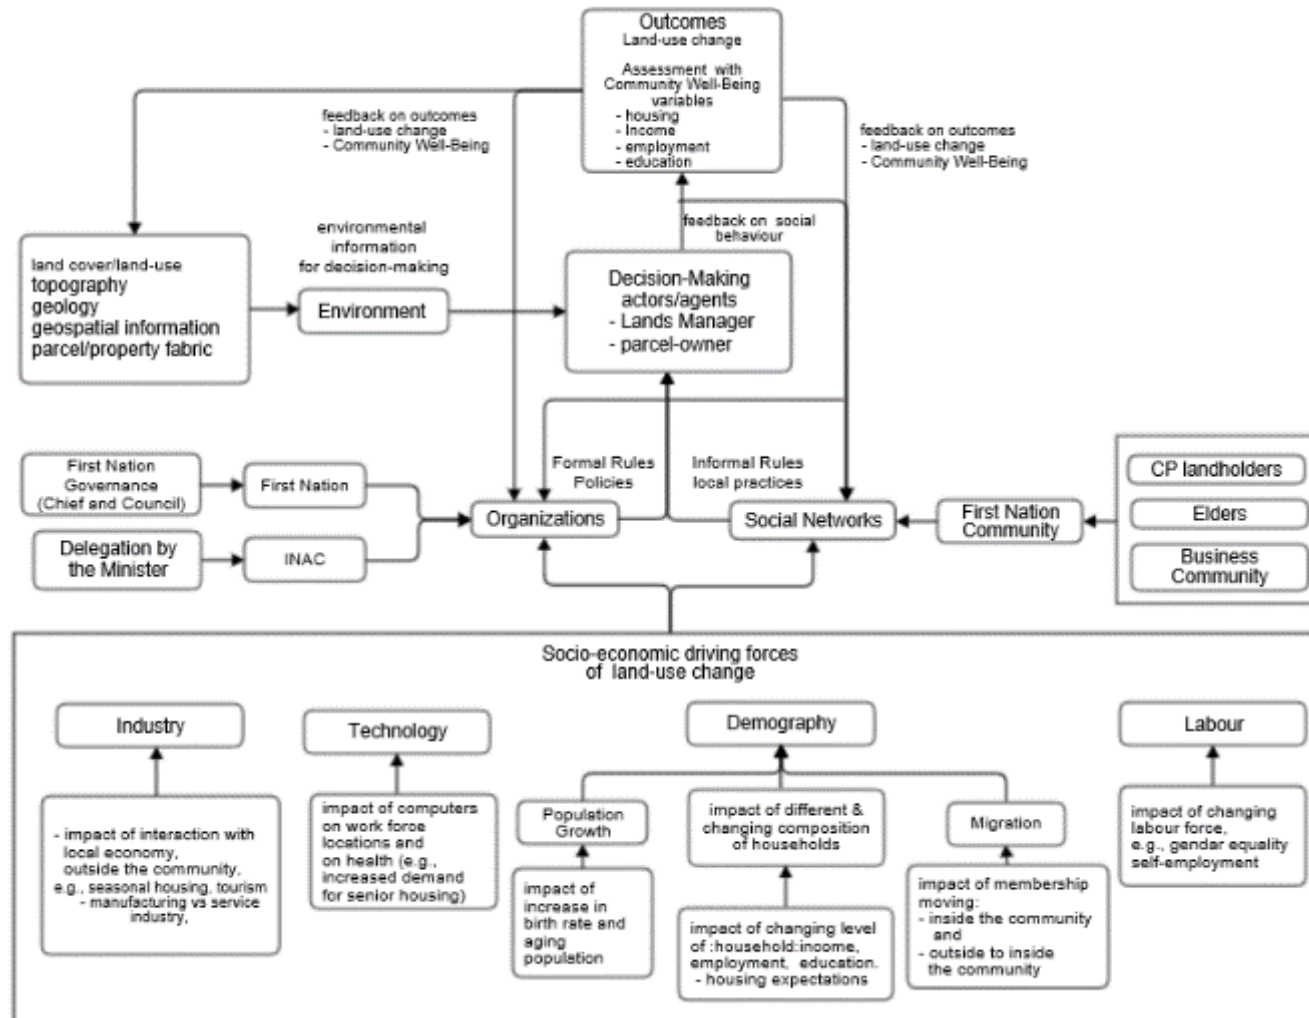 Outcomes
Land-use change
Assessment with
Community Well-Being
variables
- housing
- Income
- employment
- education
feedback on outcomes
- land-use change
- Community Well-Being
feedback on outcomes
- land-use change
- Community Well-Being
feedback on social
behaviour
environmental
information
for decision-making
land cover/land-use
topography
geology
geospatial information
parcel/property fabric
Environment
Decision-Making
actors/agents
- Lands Manager
- parcel-owner
First Nation
Governance
(Chief and Council)
First Nation
Delegation by
the Minister
INAC
Formal Rules
Policies
Informal Rules
local practices
Organizations
Social Networks
First Nation
Community
CP landholders
Elders
Business
Community
Socio-economic driving forces
of land-use change
Industry
- impact of interaction with
local economy,
outside the community,
e.g., seasonal housing, tourism
- manufacturing vs service
industry,
Technology
impact of computers
on work force
locations and
on health (e.g.,
increased demand
for senior housing)
Demography
Population
Growth
impact of
increase in
birth rate and
aging
population
impact of different &
changing composition
of households
impact of changing level
of :household:income,
employment, education.
- housing expectations
Migration
impact of membership
moving:
- inside the community
and
- outside to inside
the community
Labour
impact of changing
labour force,
e.g., gendar equality
self-employment